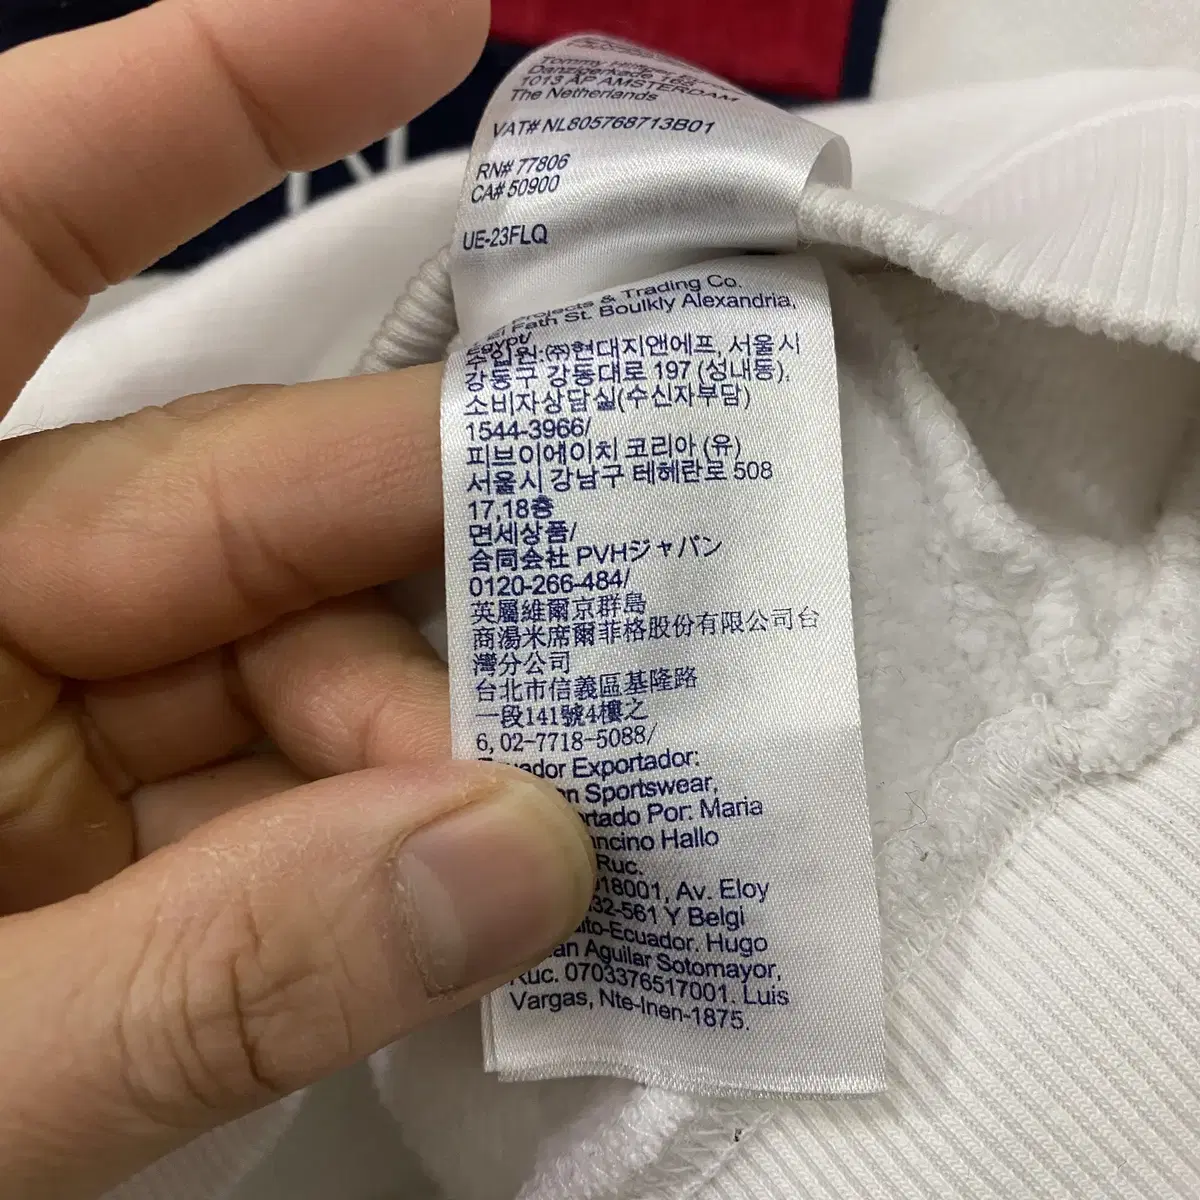 Tommy
Danzigerkade 165
1013 AP AMSTERDAM
The Netherlands
VAT# NL805768713B01
RN# 77806
CA# 50900
UE-23FLQ
Projects & Trading Co.
El Fath St. Boulkly Alexandria,
Egypt/
수입원:(주)현대지앤에프, 서울시
강동구 강동대로 197 (성내동),
소비자상담실(수신자부담)
1544-3966/
피브이에이치 코리아 (유)
서울시 강남구 테헤란로 508
17,18층
면세상품/
合同会社 PVHジャパン
0120-266-484/
英屬維爾京群島
商湯米席爾菲格股份有限公司台
灣分公司
台北市信義區基隆路
一段141號4樓之
6, 02-7718-5088/
Exportador:
Sportswear,
Por: Maria
Hallo
Ruc.
018001, Av. Eloy
32-561 Y Belgi
Quito-Ecuador. Hugo
Aguilar Sotomayor,
Ruc. 0703376517001. Luis
Vargas, Nte-Inen-1875.